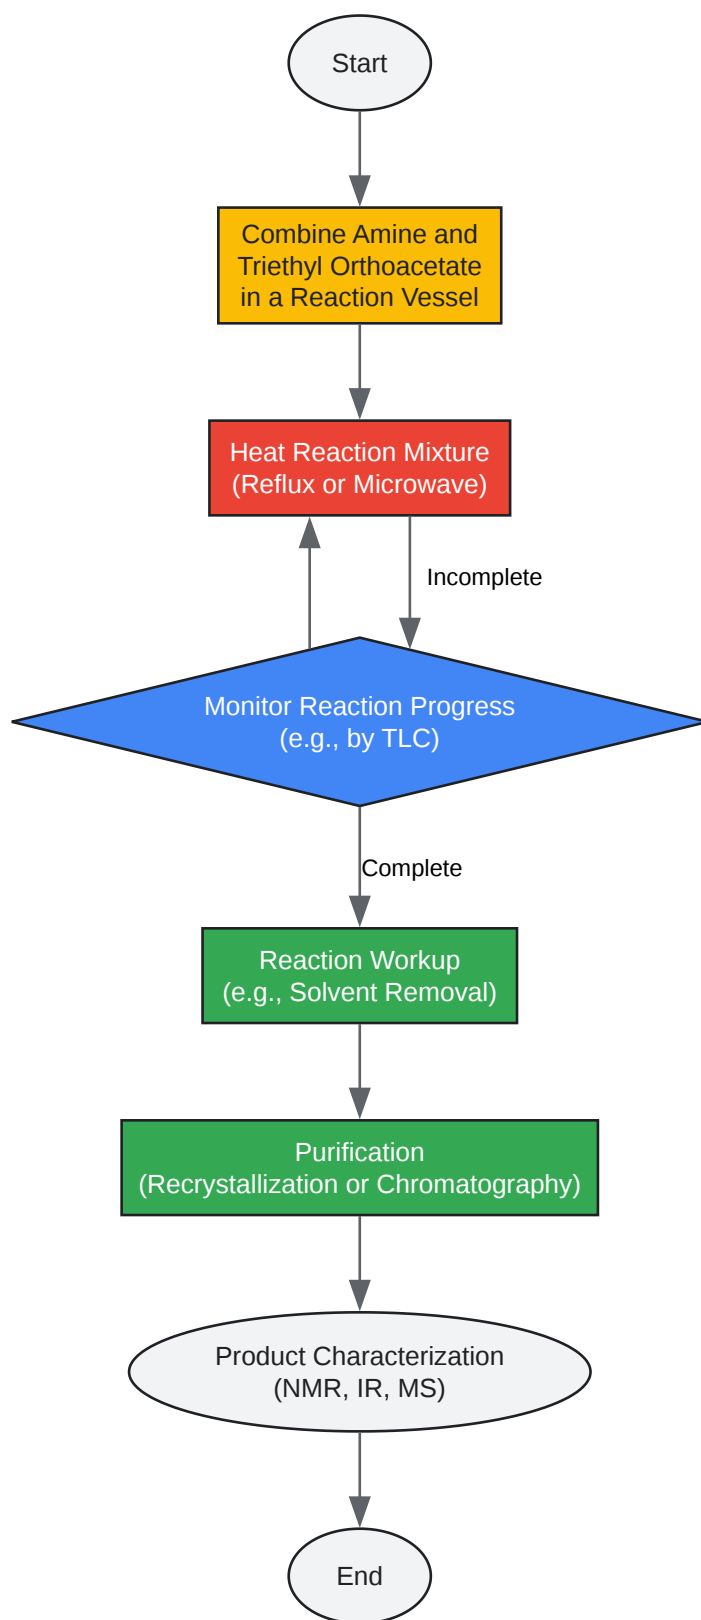 Start
Combine Amine and
Triethyl Orthoacetate
in a Reaction Vessel
Heat Reaction Mixture
(Reflux or Microwave)
Incomplete
Monitor Reaction Progress
(e.g., by TLC)
Complete
Reaction Workup
(e.g., Solvent Removal)
Purification
(Recrystallization or Chromatography)
Product Characterization
(NMR, IR, MS)
End